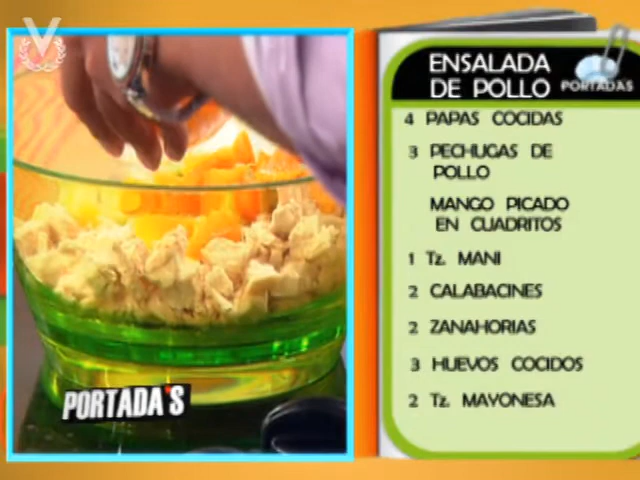 V
ENSALADA
DE POLLO
PORTADAS
4 PAPAS COCIDAS
3 PECHUGAS DE
POLLO
MANGO PICADO
EN CUADRITOS
1 Tz. MANI
2 CALABACINES
2 ZANAHORIAS
3 HUEVOS COCIDOS
2 Tz. MAYONESA
PORTADA'S